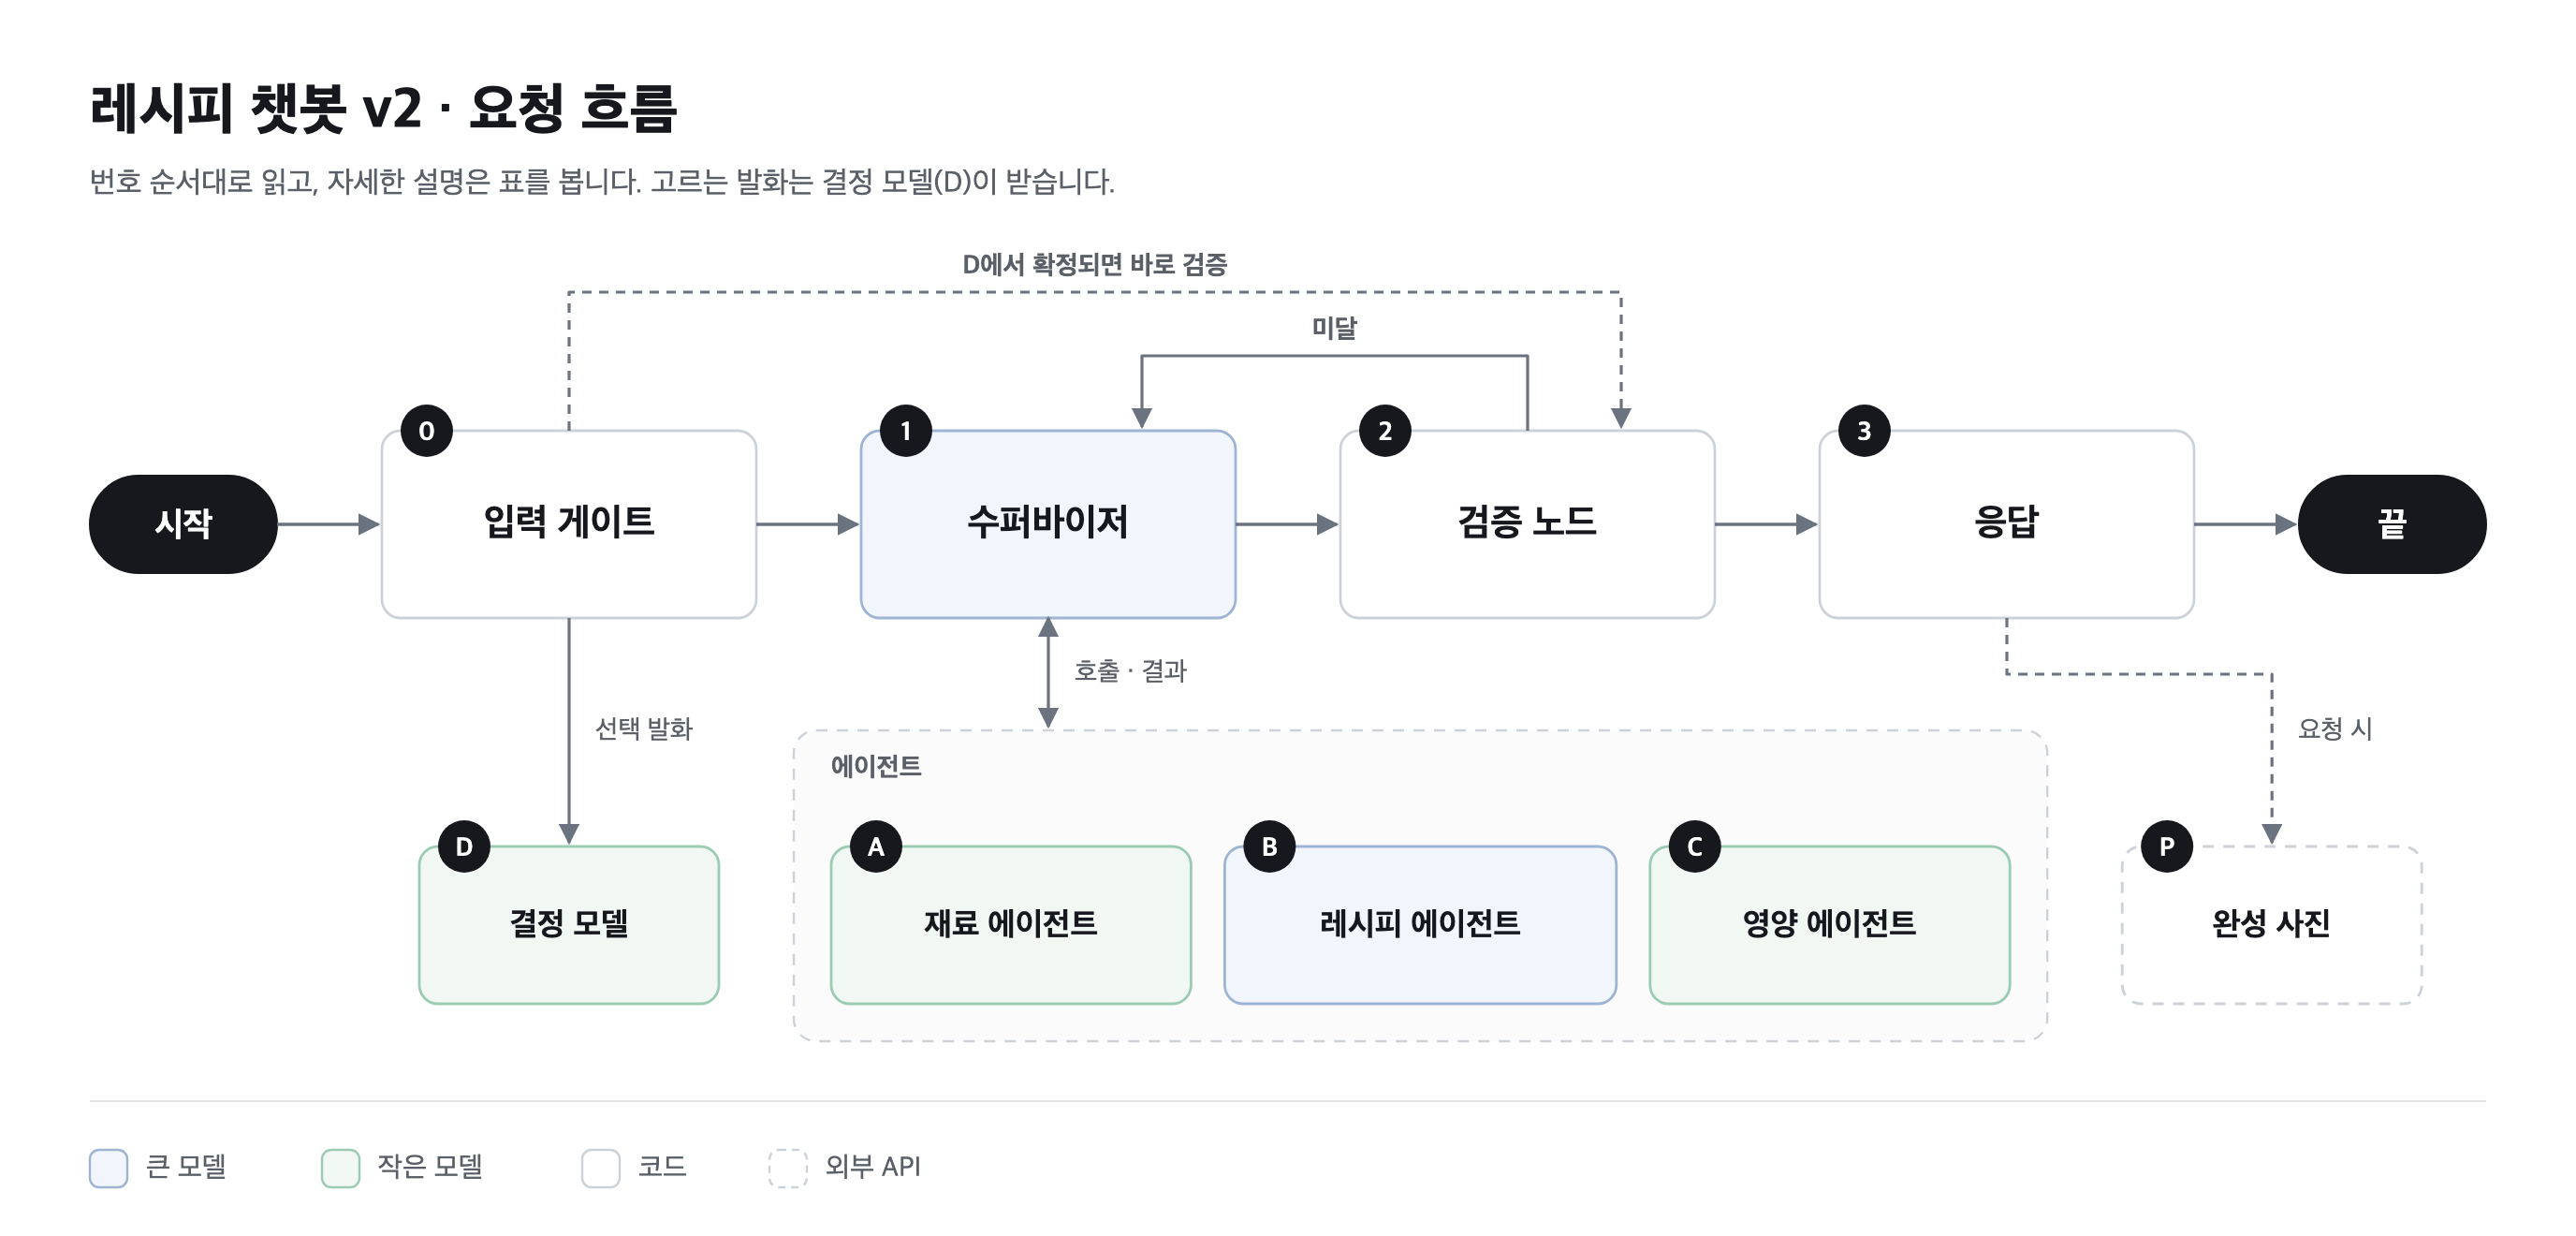 레시피 챗봇 v2 · 요청 흐름
번호 순서대로 읽고, 자세한 설명은 표를 봅니다. 고르는 발화는 결정 모델(D)이 받습니다.
D에서 확정되면 바로 검증
미달
0
1
2
3
시작
입력 게이트
수퍼바이저
검증 노드
응답
끝
호출 · 결과
선택 발화
요청 시
에이전트
D
A
B
C
P
결정 모델
재료 에이전트
레시피 에이전트
영양 에이전트
완성 사진
큰 모델
작은 모델
코드
외부 API